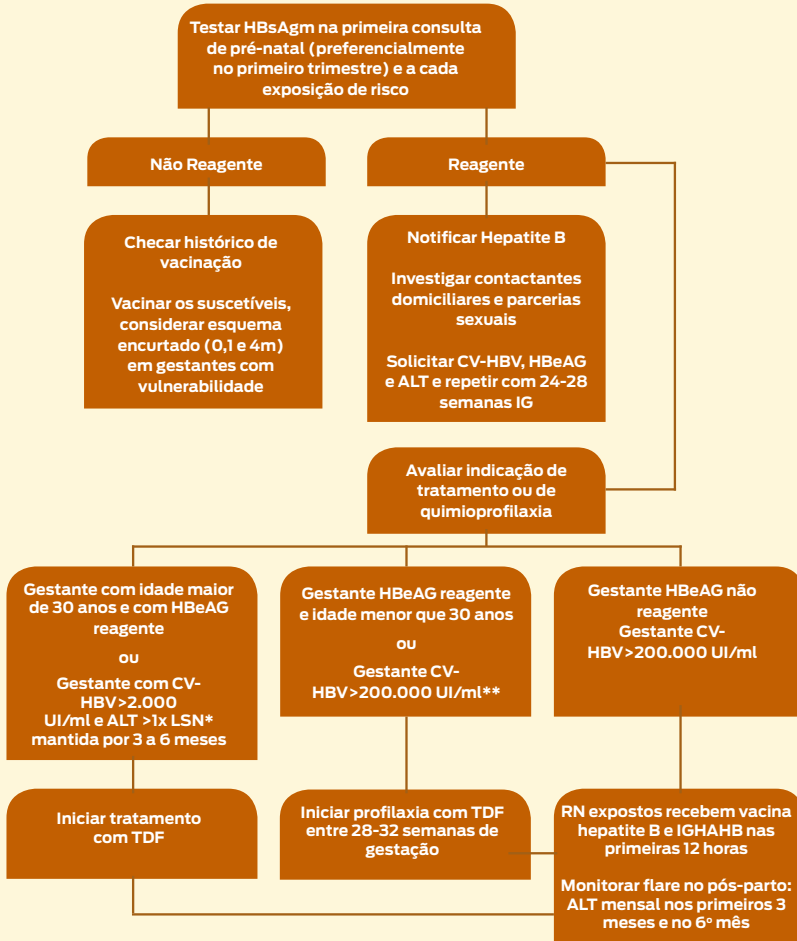 Testar HBsAgm na primeira consulta
de pré-natal (preferencialmente
no primeiro trimestre) e a cada
exposição de risco
Não Reagente
Reagente
Checar histórico de
vacinação
Vacinar os suscetíveis,
considerar esquema
encurtado (0,1 e 4m)
em gestantes com
vulnerabilidade
Notificar Hepatite B
Investigar contactantes
domiciliares e parcerias
sexuais
Solicitar CV-HBV, HBeAG
e ALT e repetir com 24-28
semanas IG
Avaliar indicação de
tratamento ou de
quimioprofilaxia
Gestante com idade maior
de 30 anos e com HBeAG
reagente
ou
Gestante com CV-
HBV>2.000
UI/ml e ALT >1x LSN*
mantida por 3 a 6 meses
Gestante HBeAG reagente
e idade menor que 30 anos
ou
Gestante CV-
HBV>200.000 UI/ml**
Gestante HBeAG não
reagente
Gestante CV-
HBV>200.000 UI/ml
Iniciar tratamento
com TDF
Iniciar profilaxia com TDF
entre 28-32 semanas de
gestação
RN expostos recebem vacina
hepatite B e IGHAHB nas
primeiras 12 horas
Monitorar flare no pós-parto:
ALT mensal nos primeiros 3
meses e no 6º mês